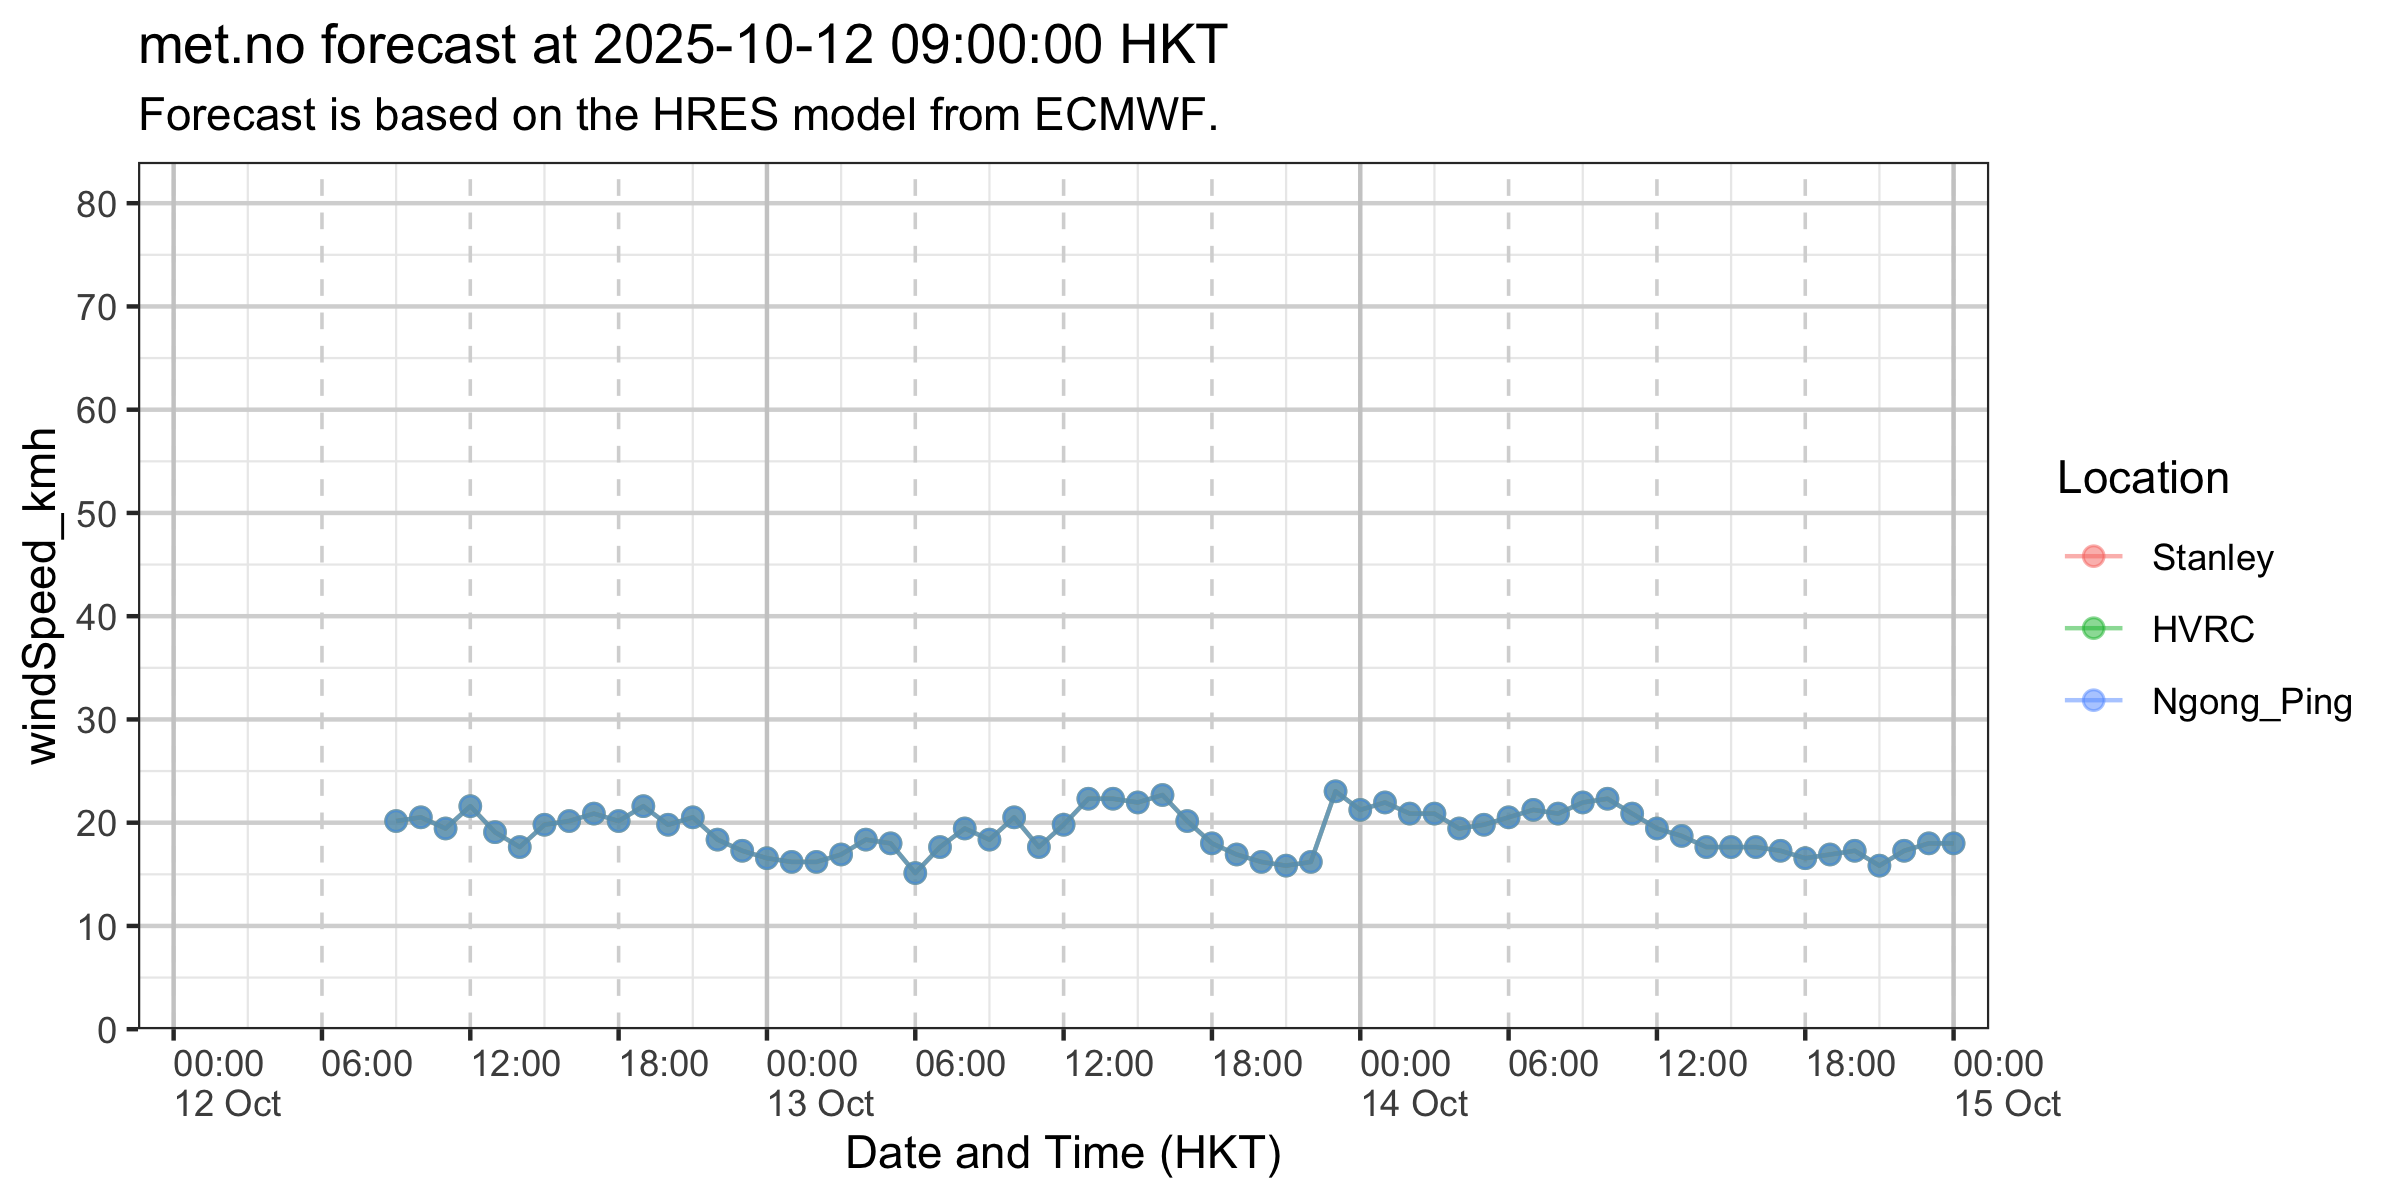 met.no forecast at 2025-10-12 09:00:00 HKT
Forecast is based on the HRES model from ECMWF.
windSpeed_kmh
80
70
60
50
40
30
20
10
0
00:00 06:00 12:00 18:00 00:00 06:00 12:00 18:00 00:00 06:00 12:00 18:00 00:00
12 Oct 13 Oct 14 Oct 15 Oct
Date and Time (HKT)
Location
Stanley
HVRC
Ngong_Ping